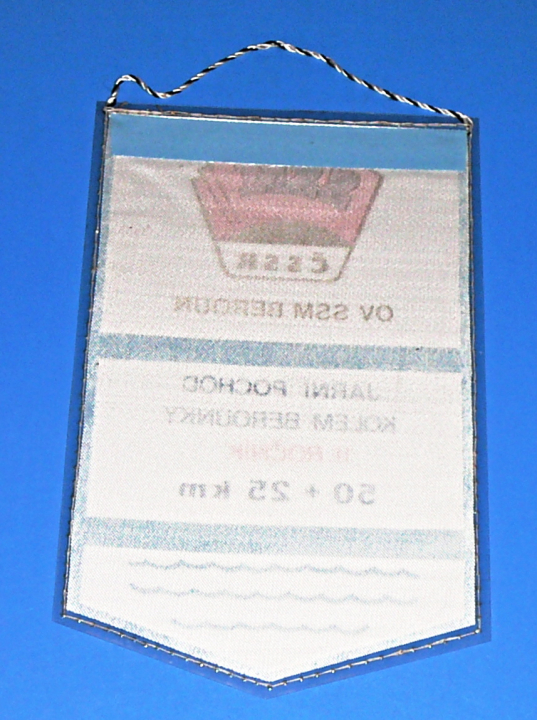 ČSSR
OV SSM BEROUN
JARNÍ POCHOD
KOLEM BEROUNKY
II. ROČNÍK
50 + 25 km